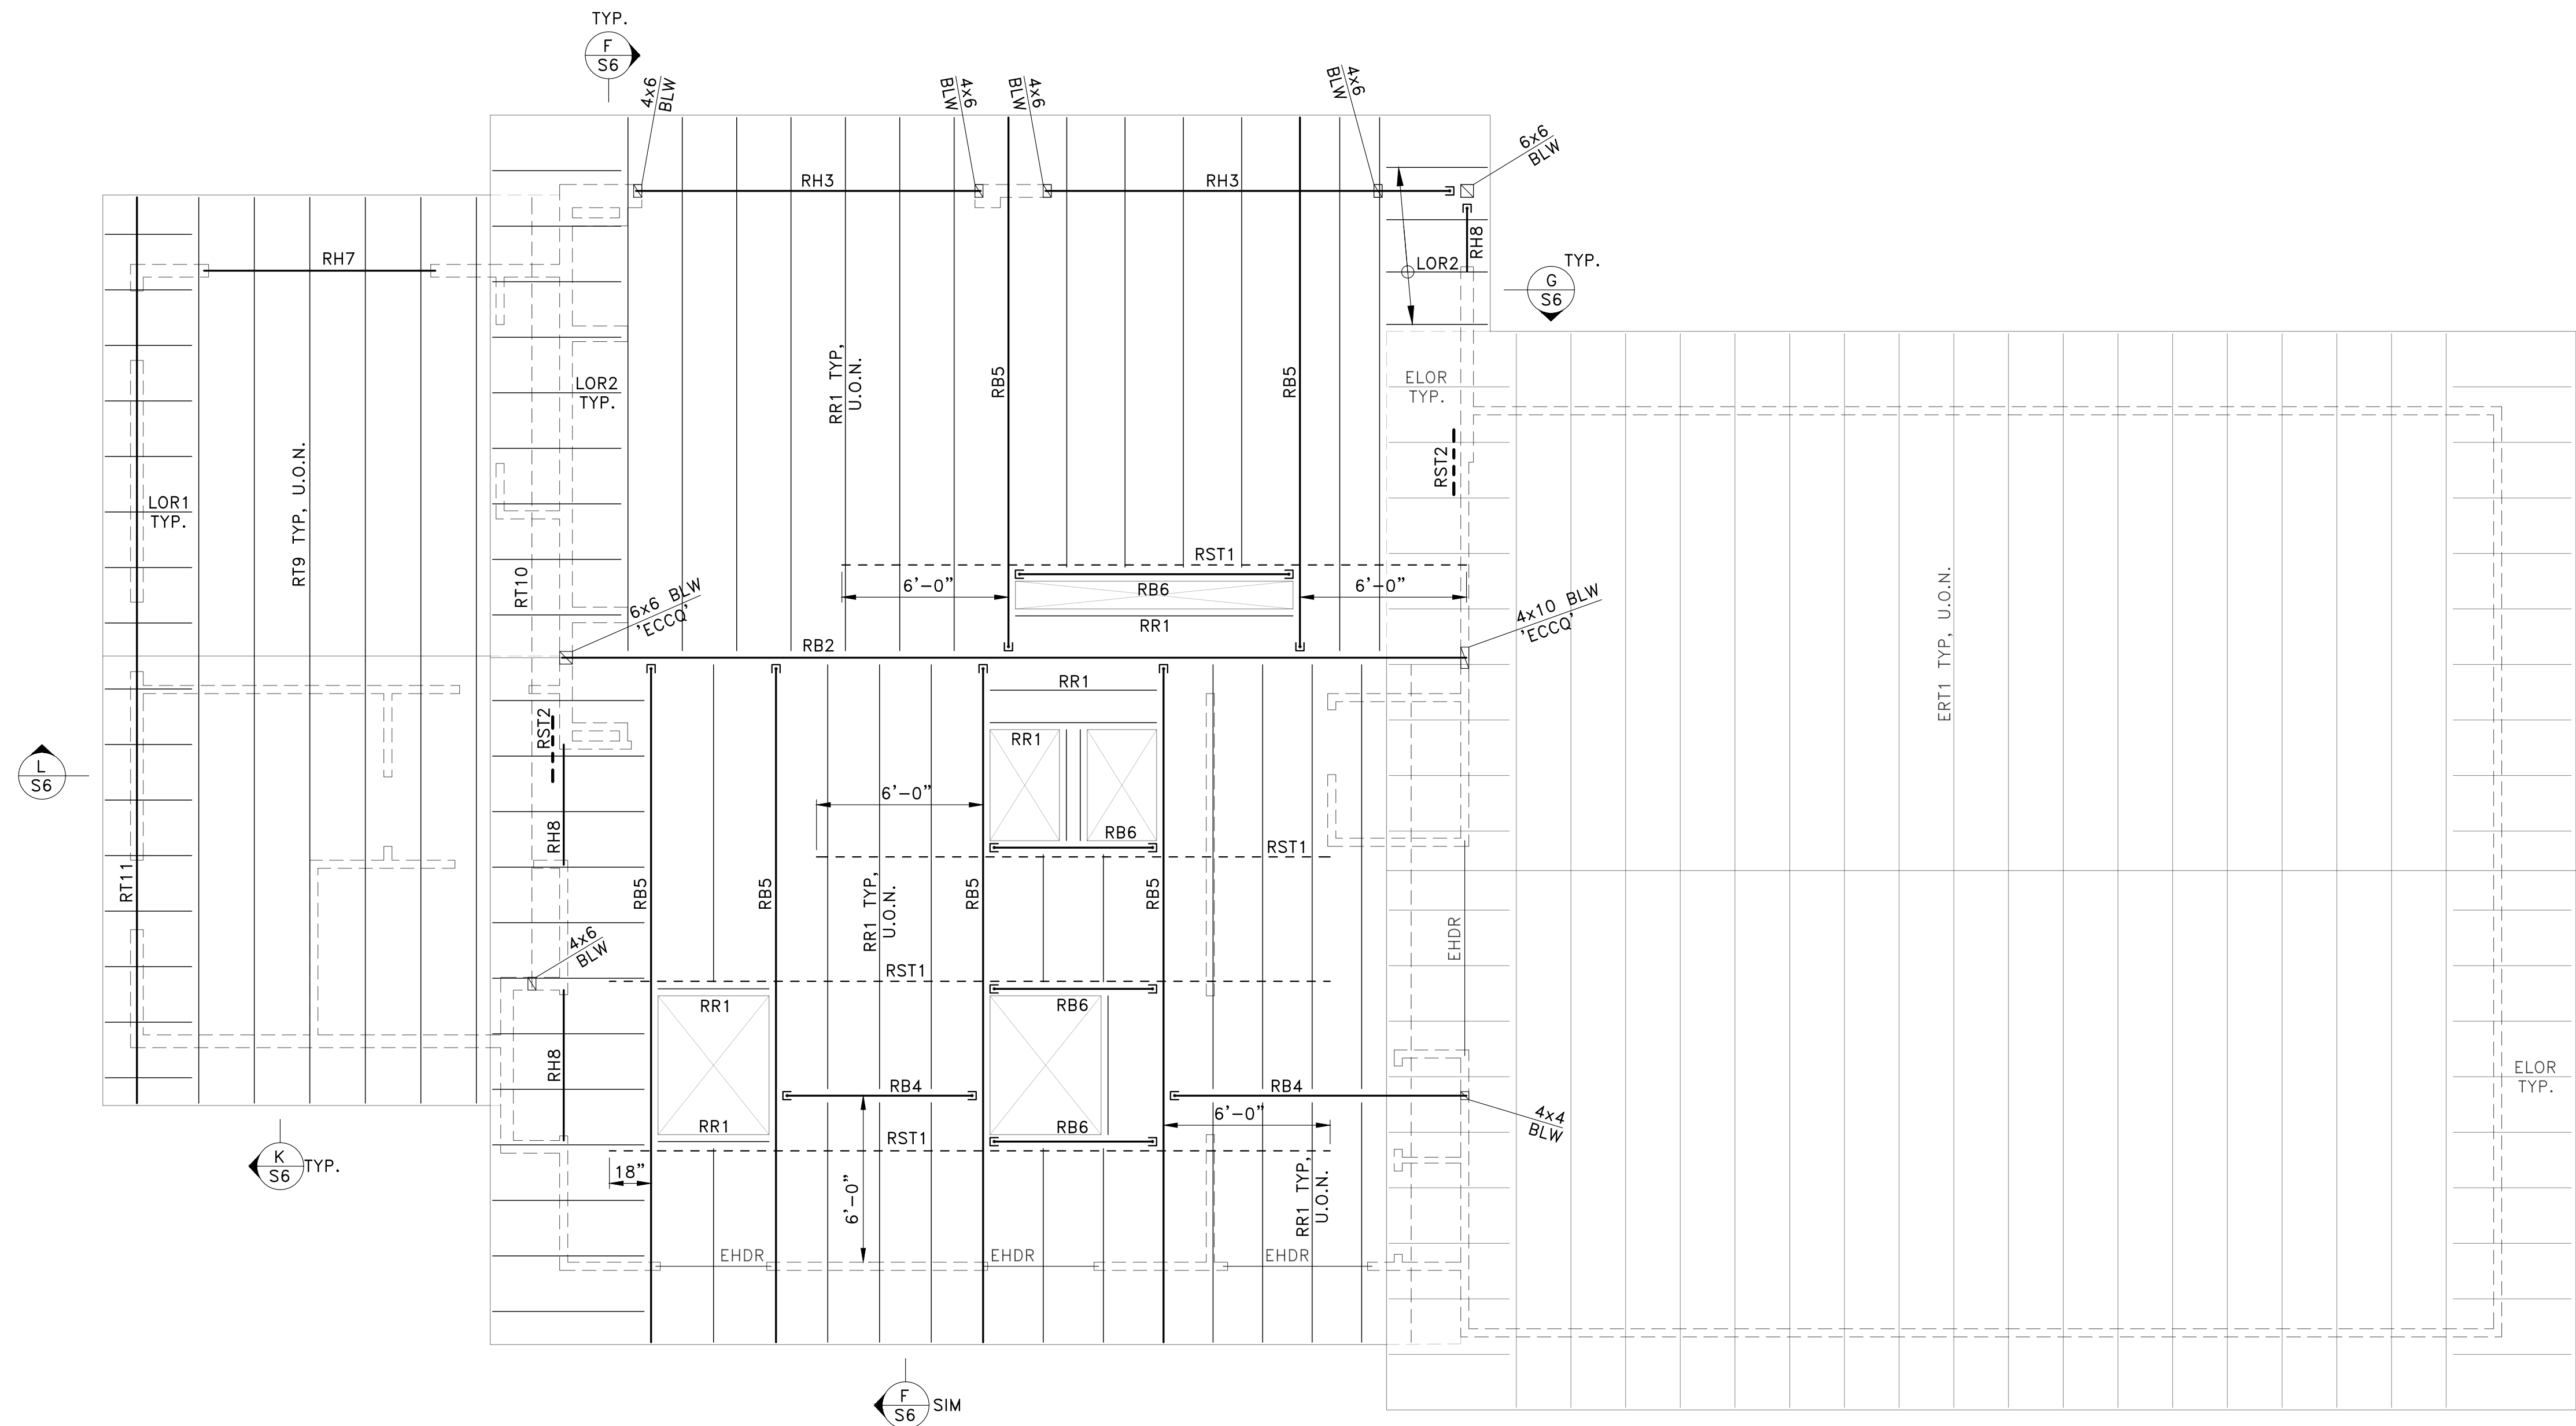 TYP.
F
S6
4x6
BLW
4x6
BLW
4x6
BLW
4x6
BLW
6x6
BLW
RH3
RH3
RH7
RH8
LOR2
TYP.
G
S6
RR1 TYP,
U.O.N.
RB5
RB5
LOR2
TYP.
ELOR
TYP.
RT9 TYP, U.O.N.
LOR1
TYP.
RT10
RST2
RST1
6'-0"
RB6
6'-0"
RR1
6x6 BLW
'ECCQ'
4x10 BLW
'ECCQ'
ERT1 TYP, U.O.N.
RB2
RR1
RST2
RR1
L
S6
6'-0"
RB6
RH8
RST1
RT11
RB5
RB5
RR1 TYP,
U.O.N.
RB5
RB5
EHDR
4x6
BLW
RST1
RR1
RB6
RH8
RB4
RB4
ELOR
TYP.
6'-0"
4x4
BLW
RR1
RST1
RB6
K
S6
TYP.
18"
6'-0"
RR1 TYP,
U.O.N.
EHDR
EHDR
EHDR
F
S6
SIM